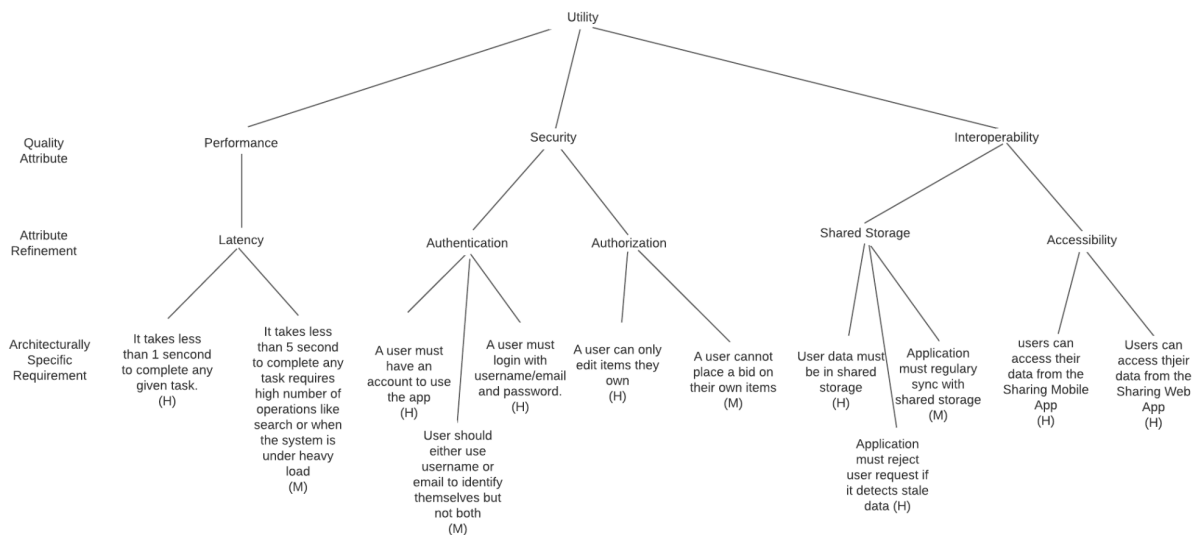 Utility
Quality
Attribute
Performance
Security
Interoperability
Attribute
Refinement
Latency
Authentication
Authorization
Shared Storage
Accessibility
Architecturally
Specific
Requirement
It takes less
than 1 sencond
to complete any
given task.
(H)
It takes less
than 5 second
to complete any
task requires
high number of
operations like
search or when
the system is
under heavy
load
(M)
A user must
have an
account to use
the app
(H)
User should
either use
username or
email to identify
themselves but
not both
(M)
A user must
login with
username/email
and password.
(H)
A user can only
edit items they
own
(H)
A user cannot
place a bid on
their own items
(M)
User data must
be in shared
storage
(H)
Application
must reject
user request if
it detects stale
data (H)
Application
must regulary
sync with
shared storage
(M)
users can
access their
data from the
Sharing Mobile
App
(H)
Users can
access thjeir
data from the
Sharing Web
App
(H)